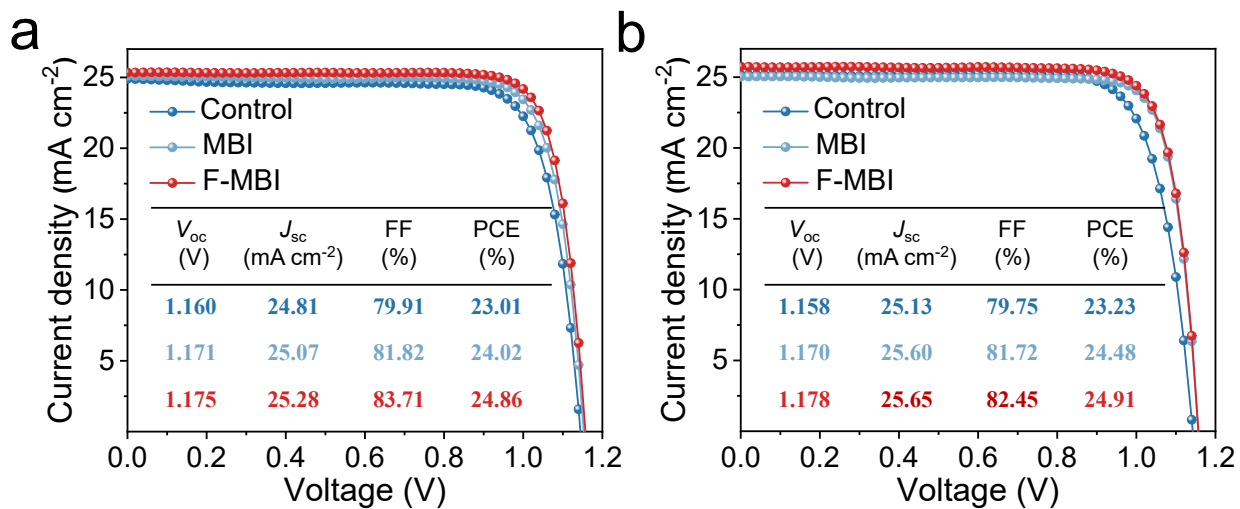 a
Current density (mA cm⁻²)
25
20
15
10
5
Control
MBI
F-MBI
V_oc J_sc FF PCE
(V) (mA cm⁻²) (%) (%)
1.160 24.81 79.91 23.01
1.171 25.07 81.82 24.02
1.175 25.28 83.71 24.86
0.0 0.2 0.4 0.6 0.8 1.0 1.2
Voltage (V)
b
Current density (mA cm⁻²)
25
20
15
10
5
Control
MBI
F-MBI
V_oc J_sc FF PCE
(V) (mA cm⁻²) (%) (%)
1.158 25.13 79.75 23.23
1.170 25.60 81.72 24.48
1.178 25.65 82.45 24.91
0.0 0.2 0.4 0.6 0.8 1.0 1.2
Voltage (V)